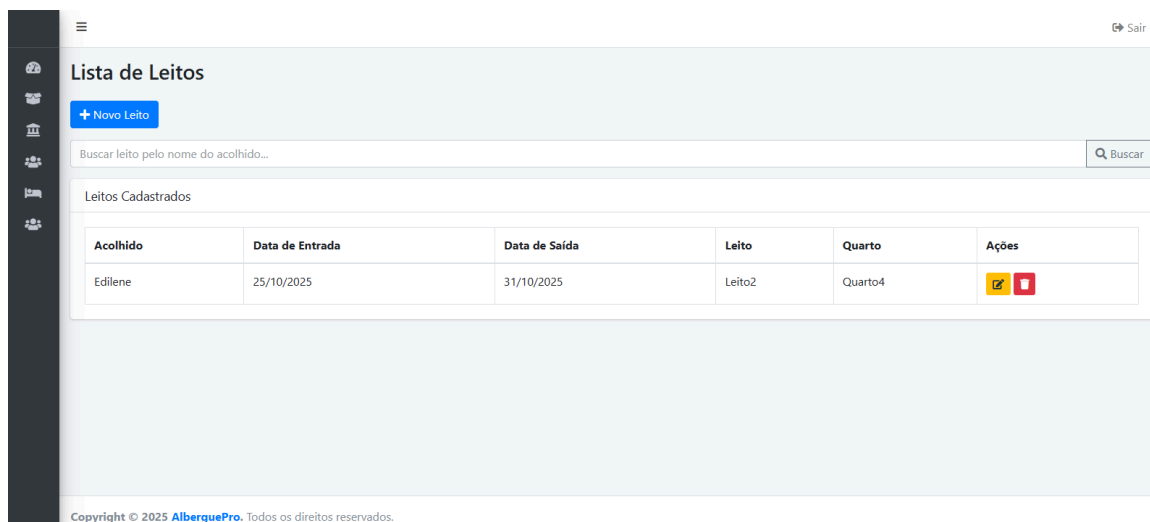 Sair
Lista de Leitos
Novo Leito
Buscar leito pelo nome do acolhido...
Buscar
Leitos Cadastrados
Acolhido Data de Entrada Data de Saída Leito Quarto Ações
Edilene 25/10/2025 31/10/2025 Leito2 Quarto4
Copyright © 2025 AlberguePro. Todos os direitos reservados.